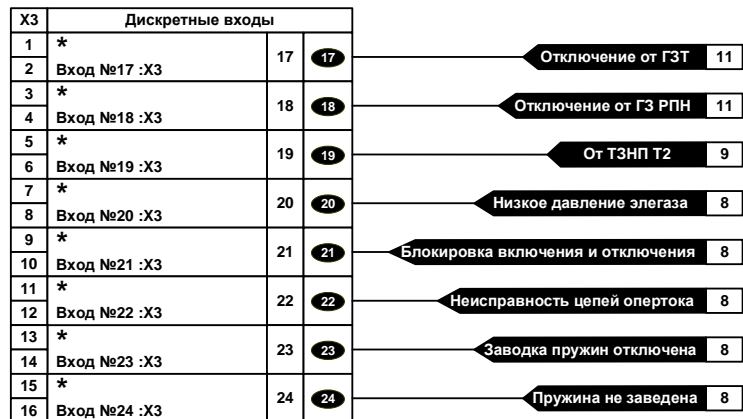 X3 Дискретные входы
1 *
17 17 Отключение от ГЗТ 11
2 Вход №17 :X3
3 *
18 18 Отключение от ГЗ РПН 11
4 Вход №18 :X3
5 *
19 19 От ТЗНП Т2 9
6 Вход №19 :X3
7 *
20 20 Низкое давление элегаза 8
8 Вход №20 :X3
9 *
21 21 Блокировка включения и отключения 8
10 Вход №21 :X3
11 *
22 22 Неисправность цепей опертока 8
12 Вход №22 :X3
13 *
23 23 Заводка пружин отключена 8
14 Вход №23 :X3
15 *
24 24 Пружина не заведена 8
16 Вход №24 :X3